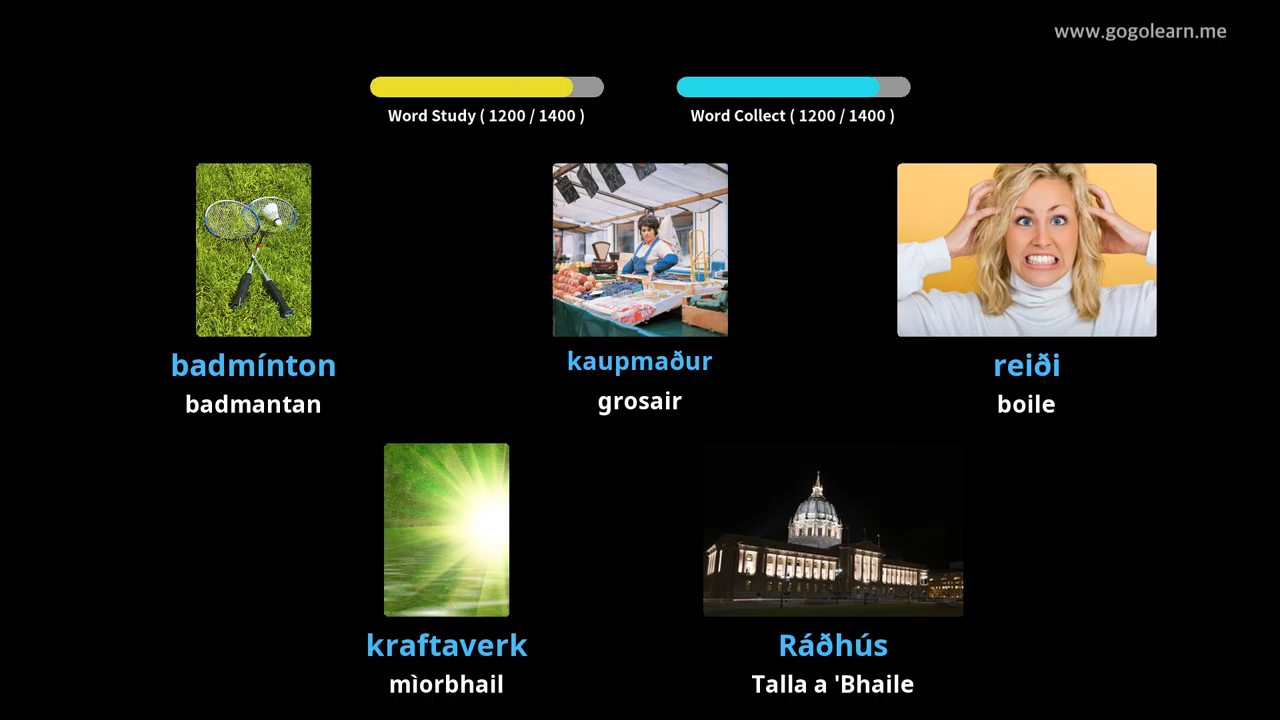 www.gogolearn.me
Word Study ( 1200 / 1400 )
Word Collect ( 1200 / 1400 )
badmínton
badmantan
kaupmaður
grosair
reiði
boile
kraftaverk
mìorbhail
Ráðhús
Talla a 'Bhaile